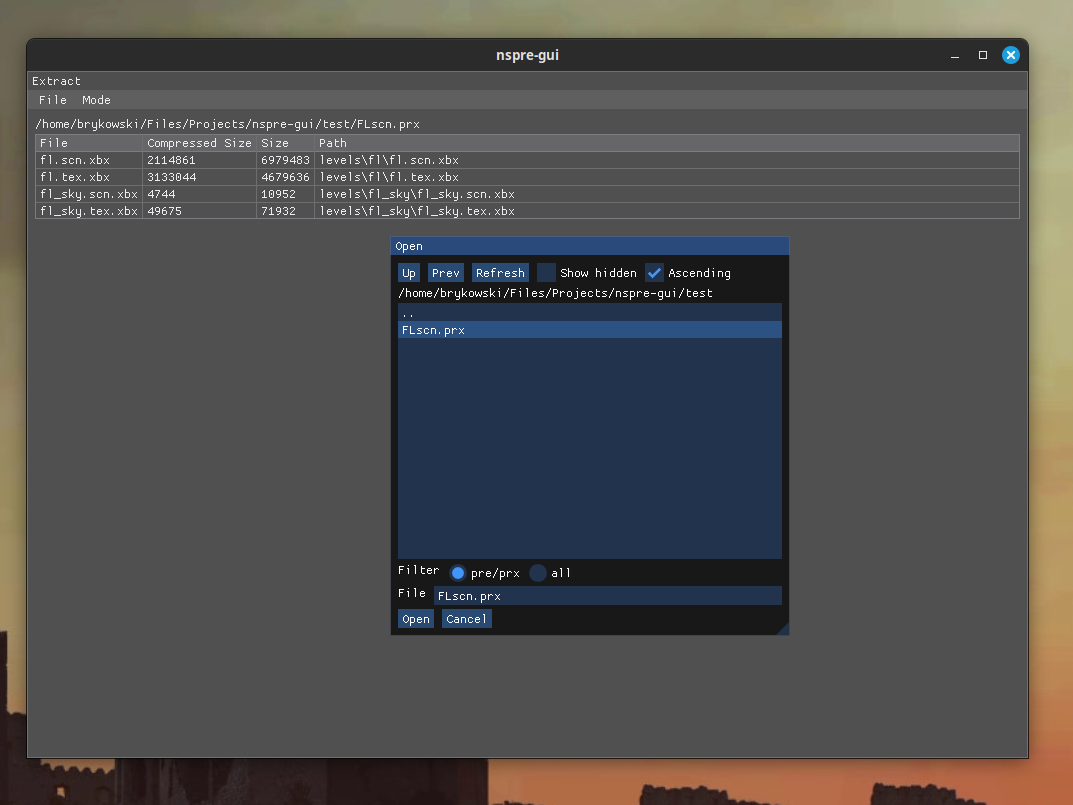 nspre-gui
Extract
File Mode
/home/brykowski/Files/Projects/nspre-gui/test/FLscn.prx
File Compressed Size Size Path
fl.scn.xbx 2114861 6979483 levels\fl\fl.scn.xbx
fl.tex.xbx 3133044 4679636 levels\fl\fl.tex.xbx
fl_sky.scn.xbx 4744 10952 levels\fl_sky\fl_sky.scn.xbx
fl_sky.tex.xbx 49675 71932 levels\fl_sky\fl_sky.tex.xbx
Open
Up Prev Refresh Show hidden Ascending
/home/brykowski/Files/Projects/nspre-gui/test
..
FLscn.prx
Filter pre/prx all
File FLscn.prx
Open Cancel